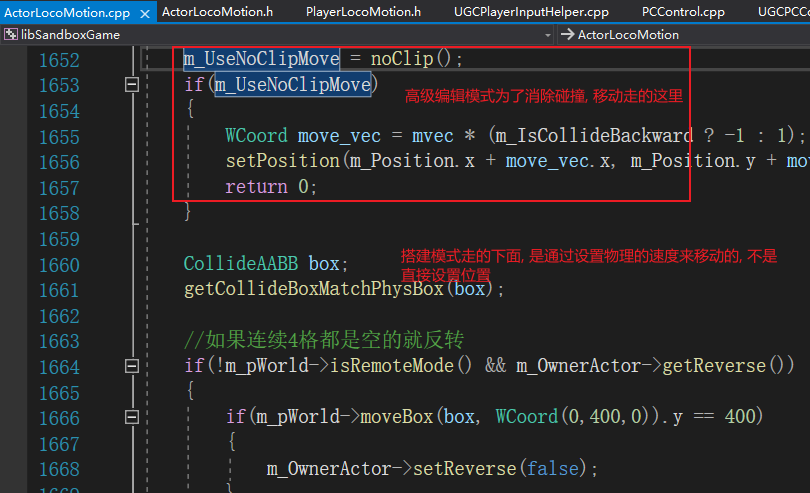 ActorLocoMotion.cpp ActorLocoMotion.h PlayerLocoMotion.h UGCPlayerInputHelper.cpp PCControl.cpp
libSandboxGame ActorLocoMotion
1652 m_UseNoClipMove = noClip();
1653 if(m_UseNoClipMove)
高级编辑模式为了消除碰撞, 移动走的这里
1654 {
1655 WCoord move_vec = mvec * (m_IsCollideBackward ? -1 : 1);
1656 setPosition(m_Position.x + move_vec.x, m_Position.y +
1657 return 0;
1658 }
1659
搭建模式走的下面, 是通过设置物理的速度来移动的, 不是
直接设置位置
1660 CollideAABB box;
1661 getCollideBoxMatchPhysBox(box);
1662
1663 //如果连续4格都是空的就反转
1664 if(!m_pWorld->isRemoteMode() && m_OwnerActor->getReverse())
1665 {
1666 if(m_pWorld->moveBox(box, WCoord(0,400,0)).y == 400)
1667 {
1668 m_OwnerActor->setReverse(false);